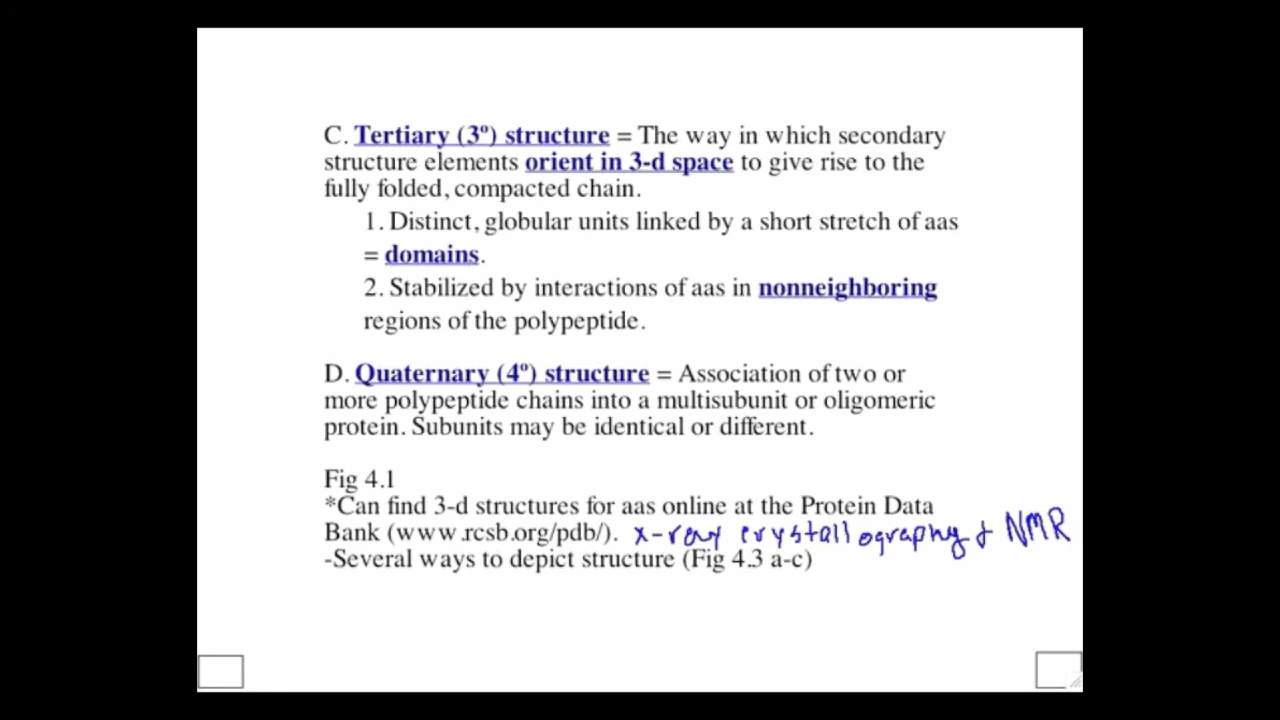 C. Tertiary (3º) structure = The way in which secondary
structure elements orient in 3-d space to give rise to the
fully folded, compacted chain.
1. Distinct, globular units linked by a short stretch of aas
= domains.
2. Stabilized by interactions of aas in nonneighboring
regions of the polypeptide.
D. Quaternary (4º) structure = Association of two or
more polypeptide chains into a multisubunit or oligomeric
protein. Subunits may be identical or different.
Fig 4.1
*Can find 3-d structures for aas online at the Protein Data
Bank (www.rcsb.org/pdb/). x-ray crystallography & NMR
-Several ways to depict structure (Fig 4.3 a-c)